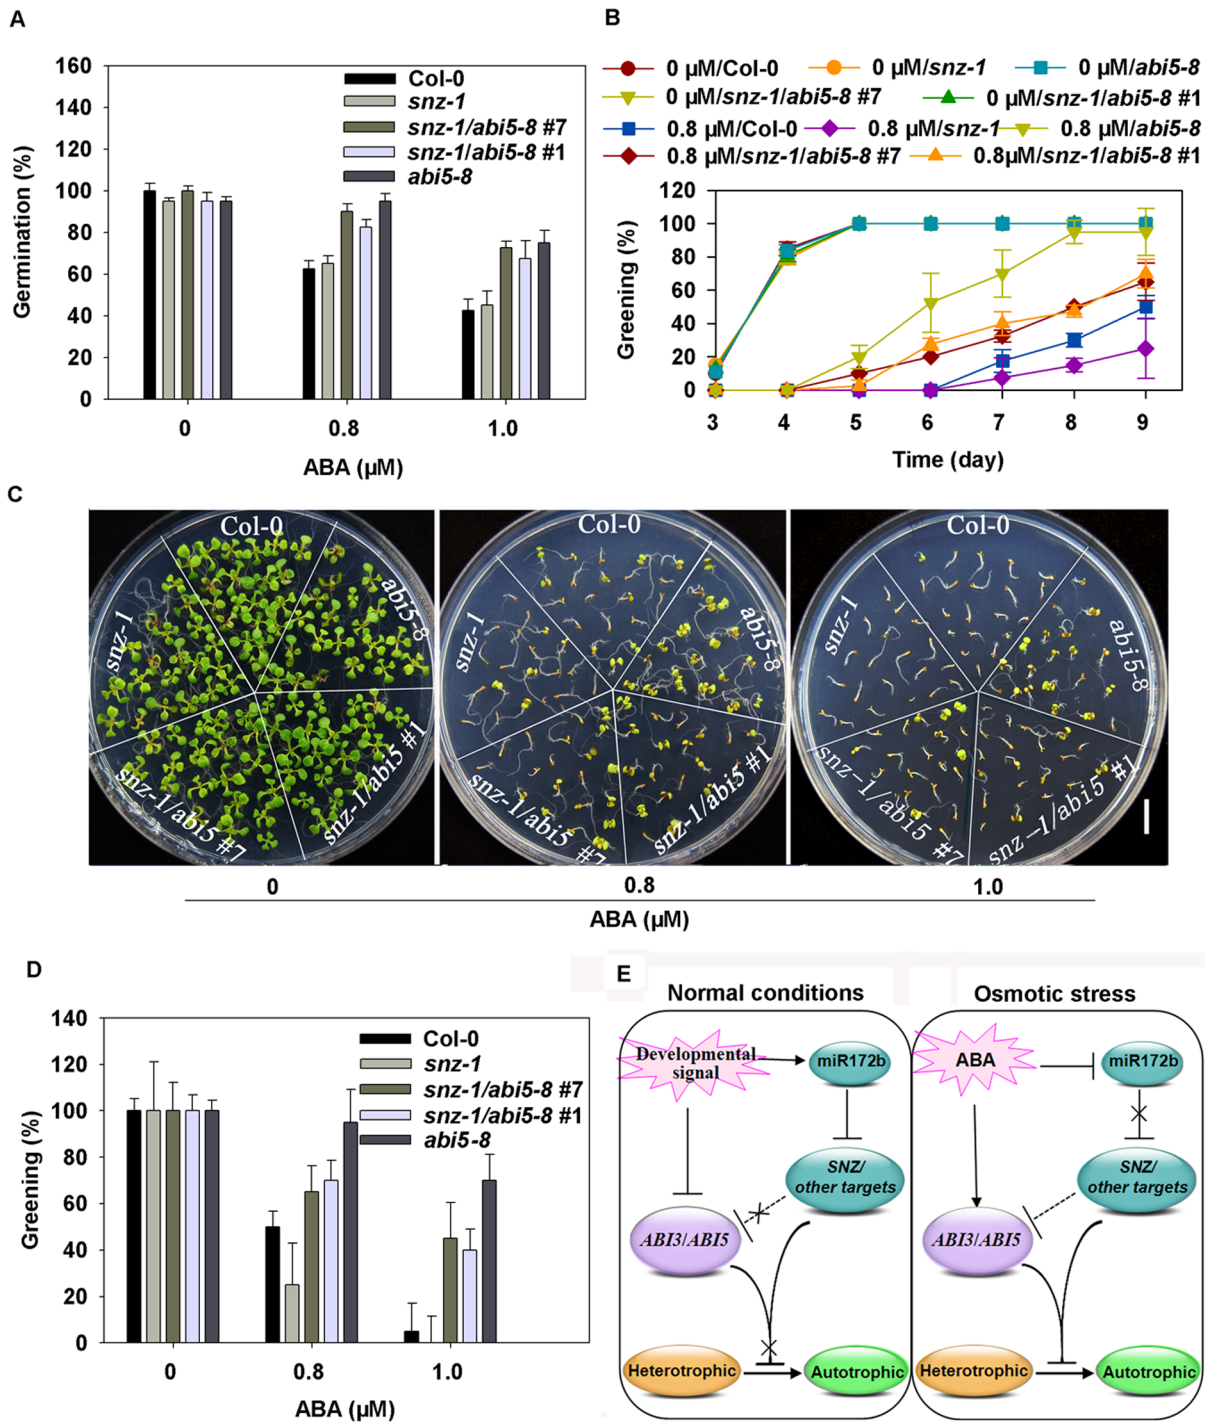 A
160
140
120
100
80
60
40
20
0
Germination (%)
Col-0
snz-1
snz-1/abi5-8 #7
snz-1/abi5-8 #1
abi5-8
0 0.8 1.0
ABA (µM)
B
0 µM/Col-0 0 µM/snz-1 0 µM/abi5-8
0 µM/snz-1/abi5-8 #7 0 µM/snz-1/abi5-8 #1
0.8 µM/Col-0 0.8 µM/snz-1 0.8 µM/abi5-8
0.8 µM/snz-1/abi5-8 #7 0.8µM/snz-1/abi5-8 #1
120
100
80
60
40
20
0
Greening (%)
3 4 5 6 7 8 9
Time (day)
C
Col-0
abi5-8
snz-1
snz-1/abi5 #7
snz-1/abi5 #1
Col-0
abi5-8
snz-1
snz-1/abi5 #7
snz-1/abi5 #1
Col-0
abi5-8
snz-1
snz-1/abi5 #7
snz-1/abi5 #1
0 0.8 1.0
ABA (µM)
D
140
120
100
80
60
40
20
0
Greening (%)
Col-0
snz-1
snz-1/abi5-8 #7
snz-1/abi5-8 #1
abi5-8
0 0.8 1.0
ABA (µM)
E
Normal conditions
Developmental
signal
miR172b
SNZ/
other targets
ABI3/ABI5
Heterotrophic
Autotrophic
Osmotic stress
ABA
miR172b
SNZ/
other targets
ABI3/ABI5
Heterotrophic
Autotrophic